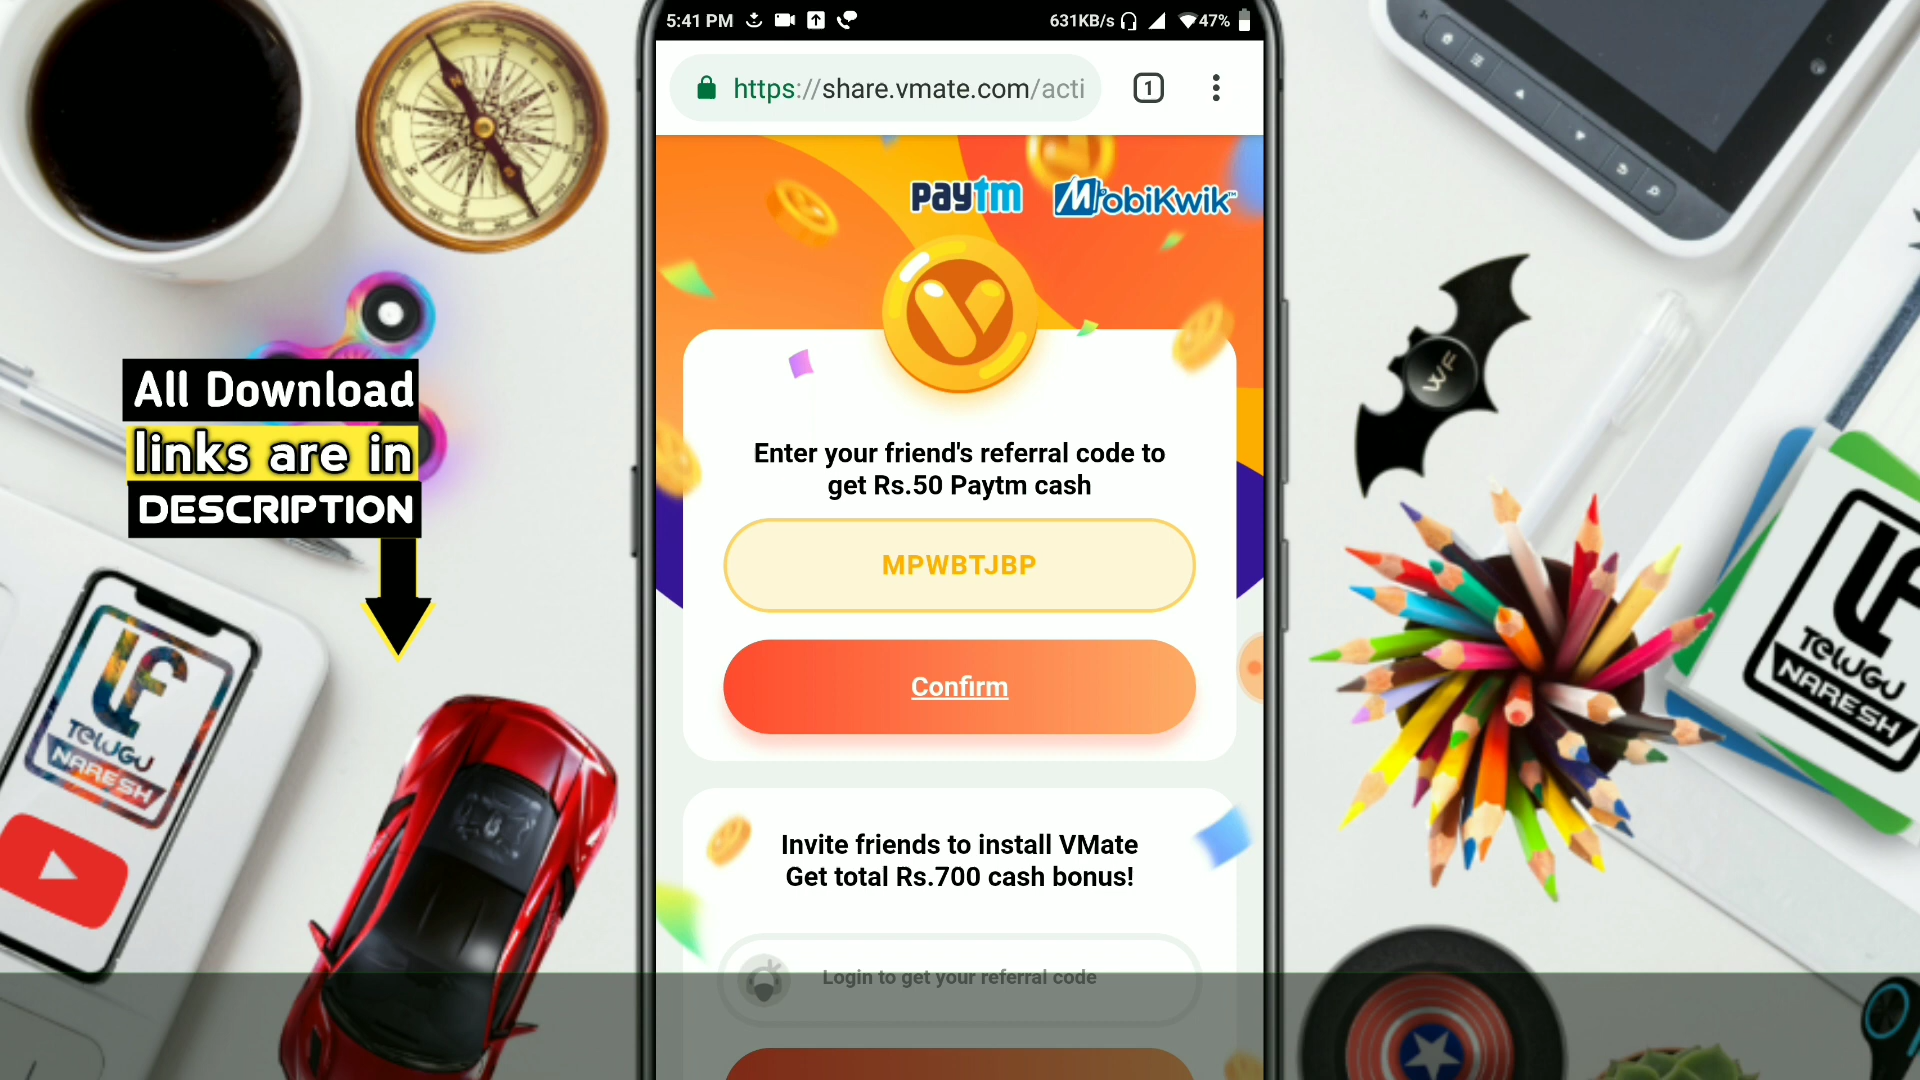 5:41 PM
631KB/s
47%
https://share.vmate.com/acti
1
paytm
MobiKwik
Enter your friend's referral code to
get Rs.50 Paytm cash
MPWBTJBP
Confirm
Invite friends to install VMate
Get total Rs.700 cash bonus!
Login to get your referral code
All Download
links are in
DESCRIPTION
TELUGU
NARESH
WF
TELUGU
NARESH